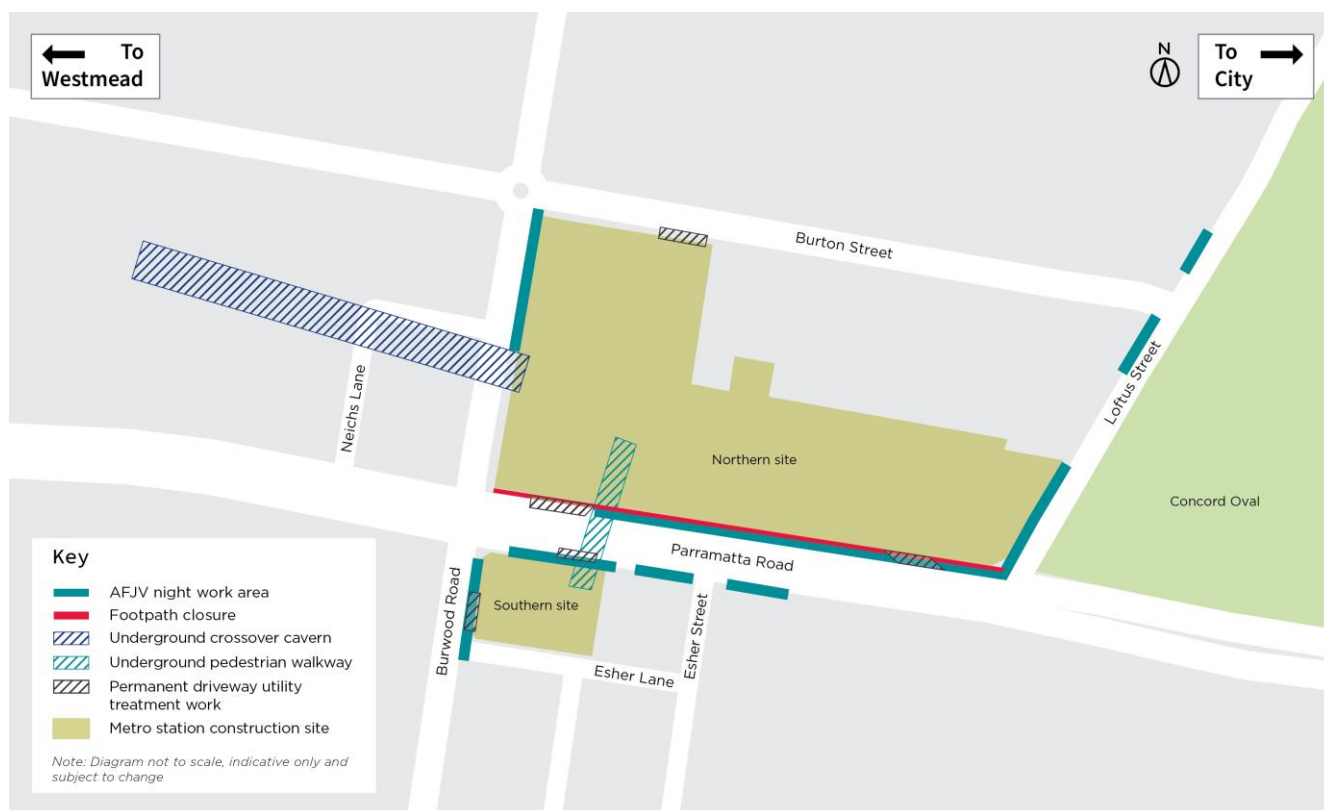 To
Westmead
N
To
City
Burton Street
Loftus Street
Neichs Lane
Northern site
Concord Oval
Parramatta Road
Burwood Road
Southern site
Esher Street
Esher Lane
Key
AFJV night work area
Footpath closure
Underground crossover cavern
Underground pedestrian walkway
Permanent driveway utility
treatment work
Metro station construction site
Note: Diagram not to scale, indicative only and
subject to change